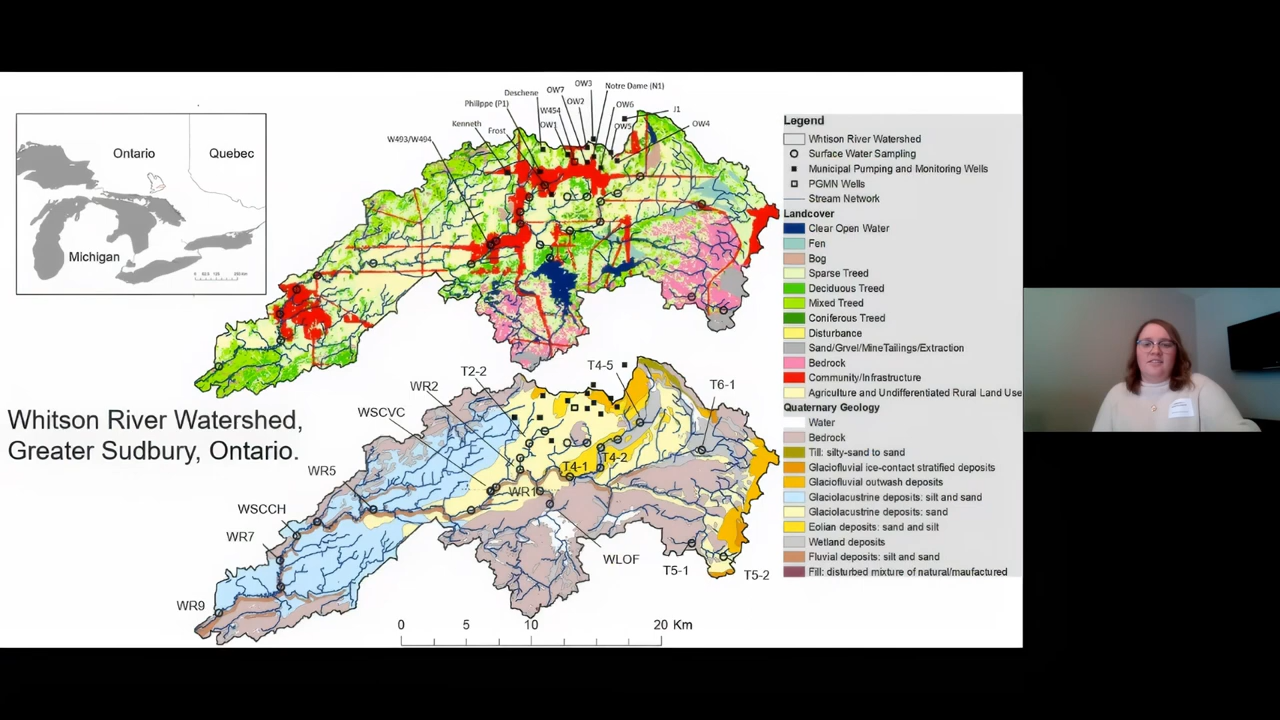 Ontario
Quebec
Michigan
Deschene
Philippe (P1)
Kenneth
Frost
W493/W494
OW7
OW3
Notre Dame (N1)
OW2
W454
OW1
OW6
OW5
J1
OW4
Whitson River Watershed,
Greater Sudbury, Ontario.
T2-2
T4-5
WR2
T6-1
WSCVC
WR5
T4-1
T4-2
WR1
WSCCH
WR7
WLOF
T5-1
T5-2
WR9
0 5 10 20 Km
Legend
Whtison River Watershed
Surface Water Sampling
Municipal Pumping and Monitoring Wells
PGMN Wells
Stream Network
Landcover
Clear Open Water
Fen
Bog
Sparse Treed
Deciduous Treed
Mixed Treed
Coniferous Treed
Disturbance
Sand/Grvel/MineTailings/Extraction
Bedrock
Community/Infrastructure
Agriculture and Undifferentiated Rural Land Use
Quaternary Geology
Water
Bedrock
Till: silty-sand to sand
Glaciofluvial ice-contact stratified deposits
Glaciofluvial outwash deposits
Glaciolacustrine deposits: silt and sand
Glaciolacustrine deposits: sand
Eolian deposits: sand and silt
Wetland deposits
Fluvial deposits: silt and sand
Fill: disturbed mixture of natural/maufactured